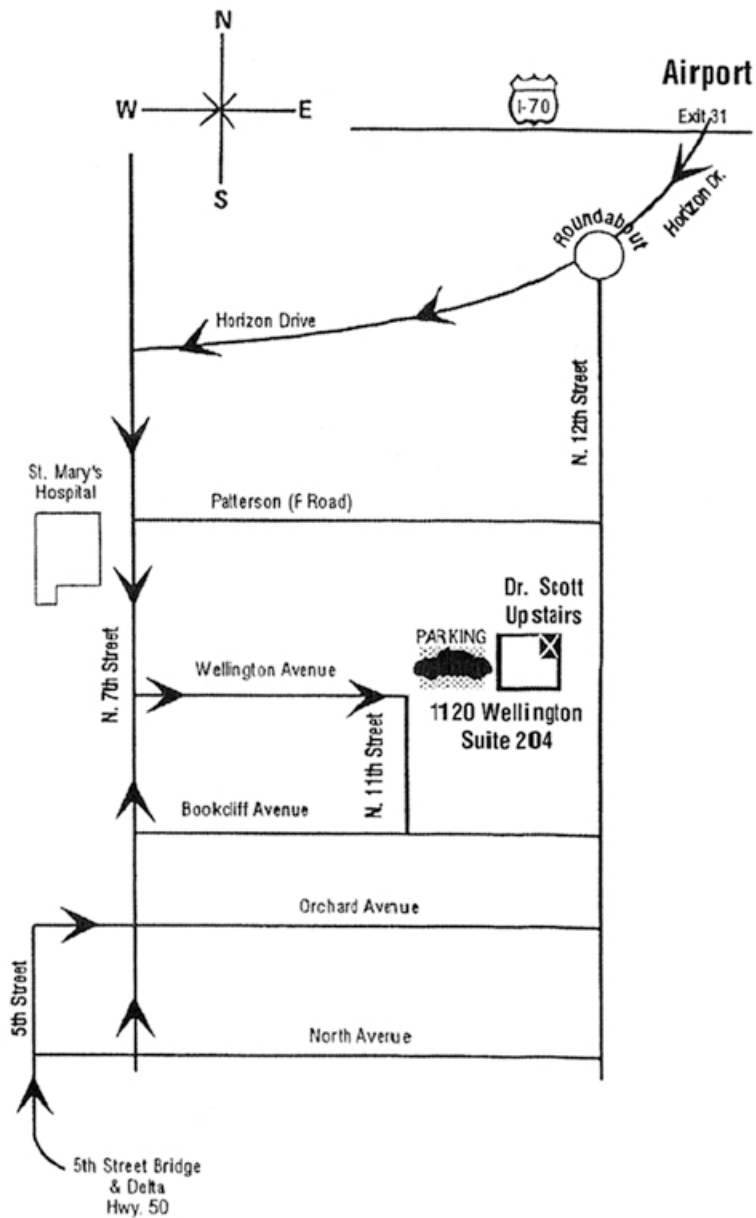 N
W
E
S
I-70
Airport
Exit 31
Horizon Dr.
Roundabout
Horizon Drive
N. 12th Street
St. Mary's
Hospital
Patterson (F Road)
Dr. Scott
Upstairs
PARKING
N. 7th Street
Wellington Avenue
1120 Wellington
Suite 204
N. 11th Street
Bookcliff Avenue
Orchard Avenue
5th Street
North Avenue
5th Street Bridge
& Delta
Hwy. 50